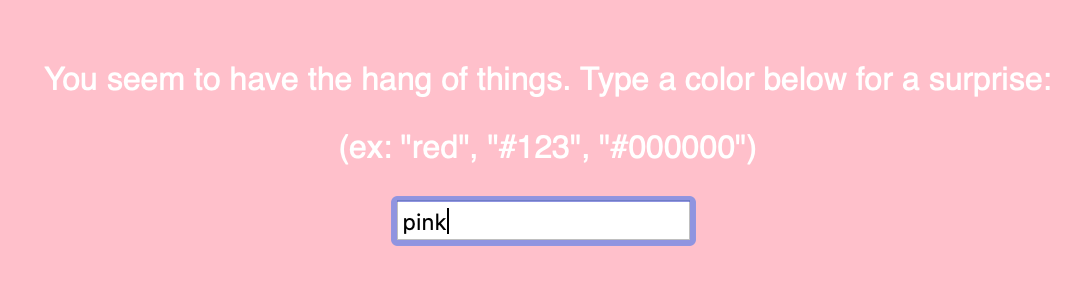 You seem to have the hang of things. Type a color below for a surprise:
(ex: "red", "#123", "#000000")
pink